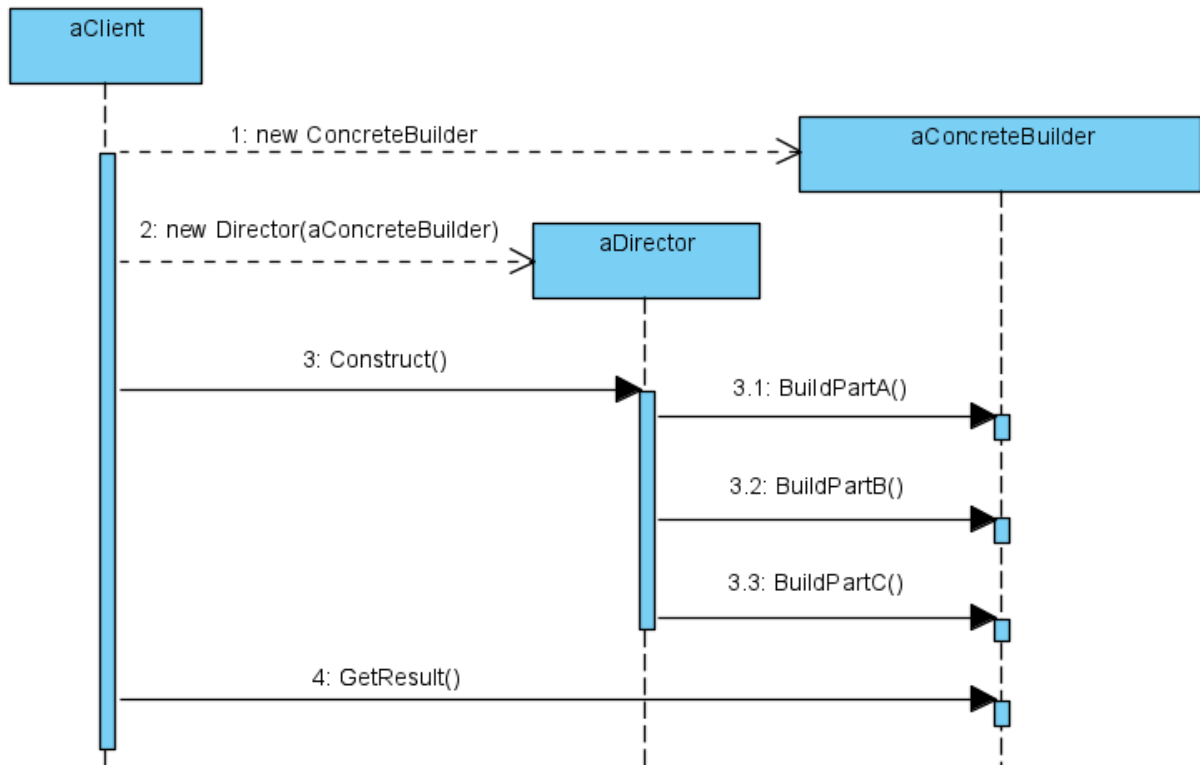 aClient
1: new ConcreteBuilder
aConcreteBuilder
2: new Director(aConcreteBuilder)
aDirector
3: Construct()
3.1: BuildPartA()
3.2: BuildPartB()
3.3: BuildPartC()
4: GetResult()